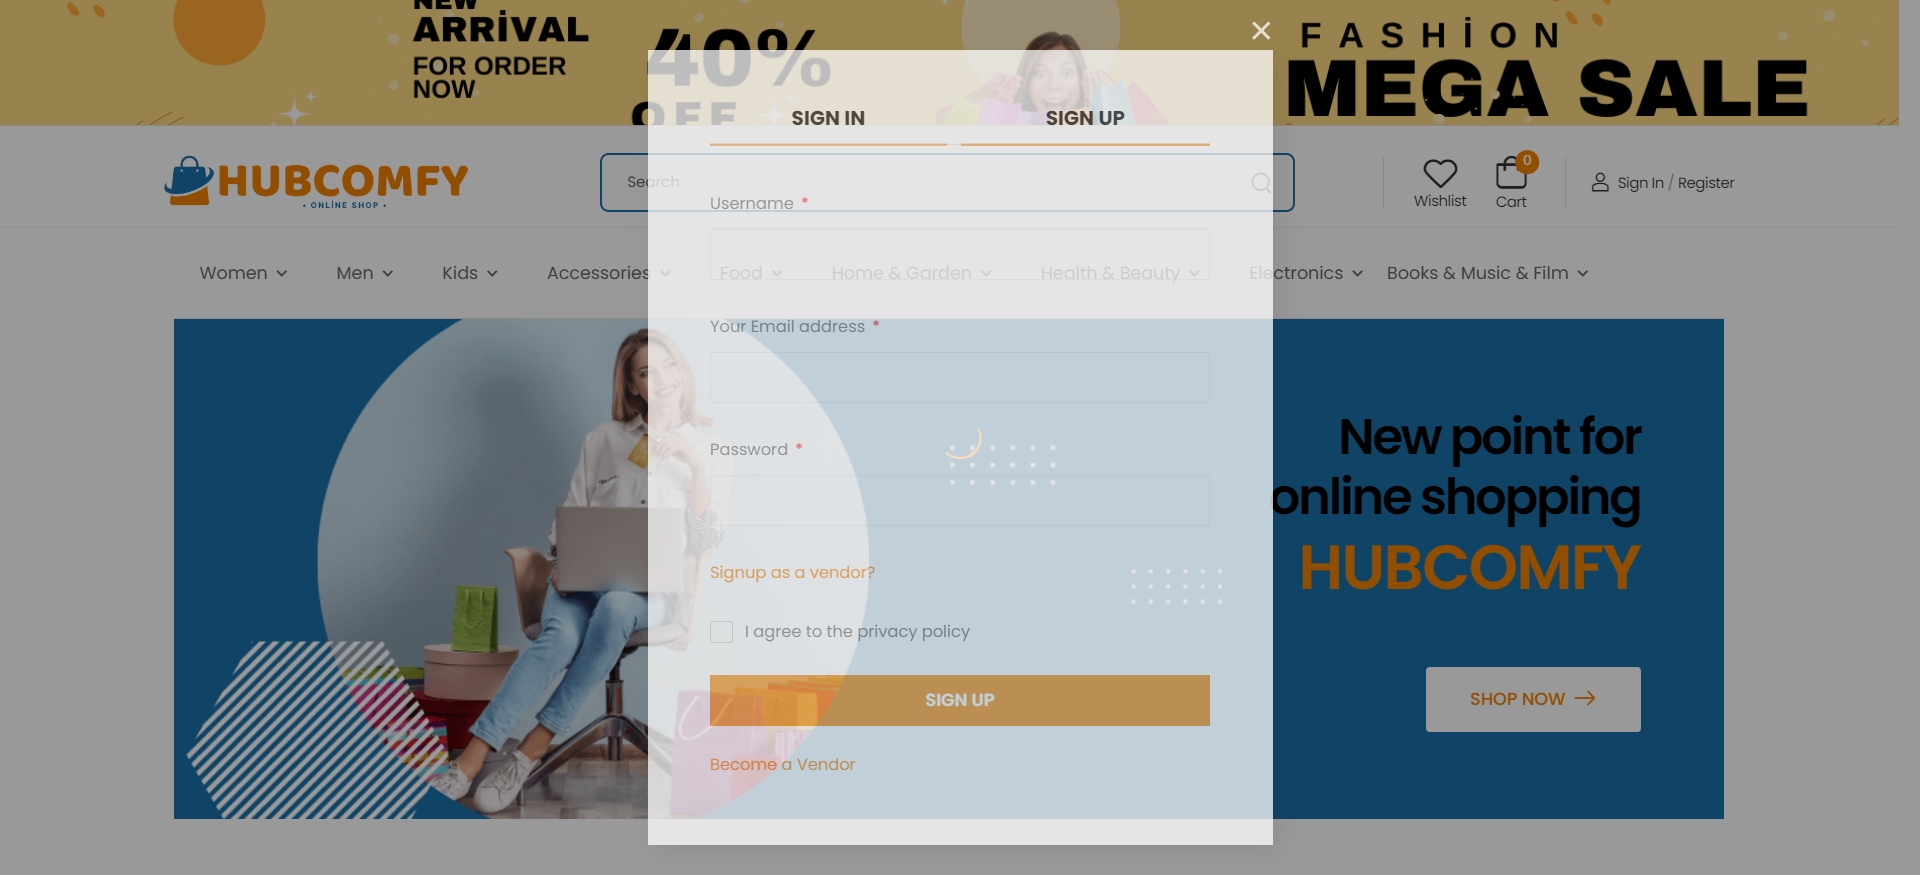 NEW
ARRİVAL
FOR ORDER
NOW
40%
OFF
FASHİON
MEGA SALE
SIGN IN
SIGN UP
HUBCOMFY
• ONLİNE SHOP •
Search
Wishlist
0
Cart
Sign In / Register
Username *
Women
Men
Kids
Accessories
Food
Home & Garden
Health & Beauty
Electronics
Books & Music & Film
Your Email address *
Password *
Signup as a vendor?
I agree to the privacy policy
SIGN UP
Become a Vendor
New point for
online shopping
HUBCOMFY
SHOP NOW